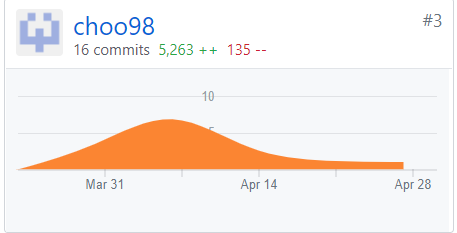 choo98
#3
16 commits 5,263 ++ 135 --
10
5
Mar 31 Apr 14 Apr 28